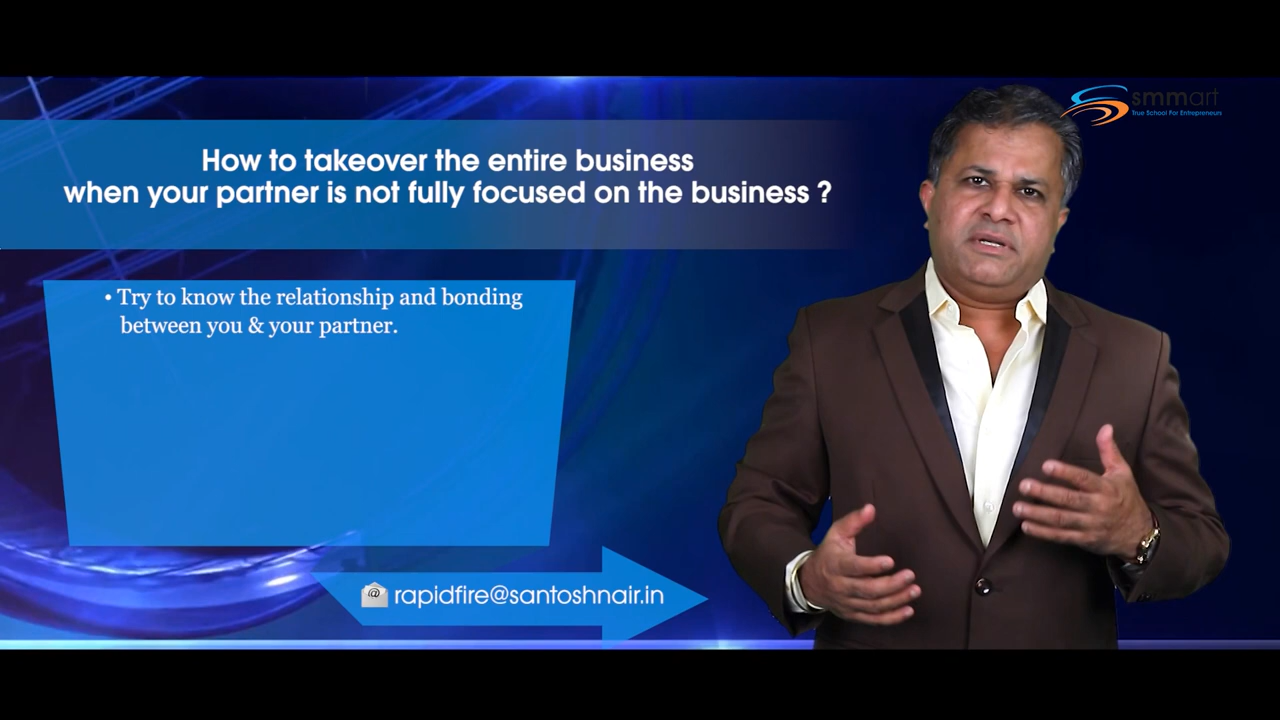 smmart
True School For Entrepreneurs
How to takeover the entire business
when your partner is not fully focused on the business ?
• Try to know the relationship and bonding
between you & your partner.
@ rapidfire@santoshnair.in